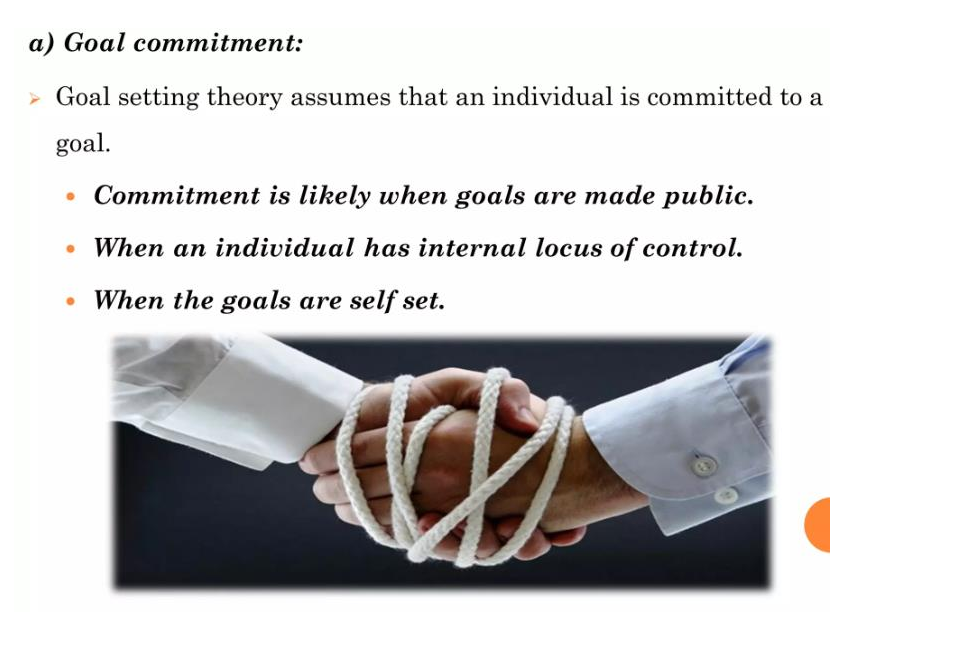 a) Goal commitment:
Goal setting theory assumes that an individual is committed to a
goal.
Commitment is likely when goals are made public.
When an individual has internal locus of control.
When the goals are self set.